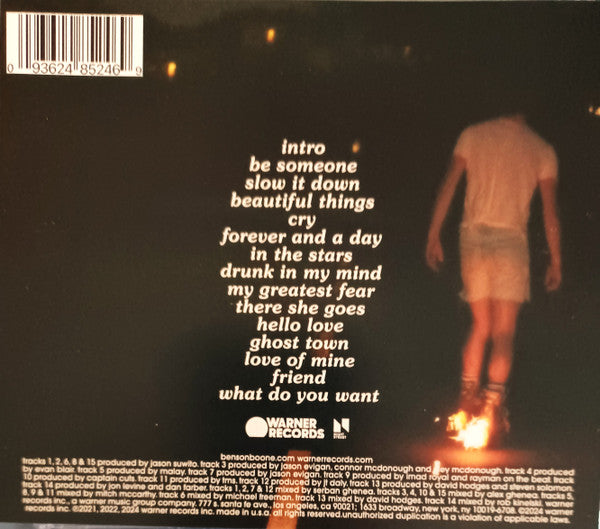 0 93624 85246 9
intro
be someone
slow it down
beautiful things
cry
forever and a day
in the stars
drunk in my mind
my greatest fear
there she goes
hello love
ghost town
love of mine
friend
what do you want
WARNER RECORDS
NIGHT STREET
bensonboone.com warnerrecords.com
tracks 1, 2, 6, 8 & 15 produced by jason suwito. track 3 produced by jason evigan, connor mcdonough and riley mcdonough. track 4 produced
by evan blair. track 5 produced by malay. track 7 produced by jason evigan. track 9 produced by imad royal and rayman on the beat. track
10 produced by captain cuts. track 11 produced by tms. track 12 produced by jt daly. track 13 produced by david hodges and steven solomon.
track 14 produced by jon levine and dan farber. tracks 1, 2, 7 & 12 mixed by serban ghenea. tracks 3, 4, 10 & 15 mixed by alex ghenea. tracks 5,
8, 9 & 11 mixed by mitch mccarthy. track 6 mixed by michael freeman. track 13 mixed by david hodges. track 14 mixed by rob kinelski. warner
records inc., a warner music group company, 777 s. santa fe ave., los angeles, ca 90021; 1633 broadway, new york, ny 10019-6708. ©2024 warner
records inc. ℗2021, 2022, 2024 warner records inc. made in u.s.a. all rights reserved.unauthorized duplication is a violation of applicable laws.